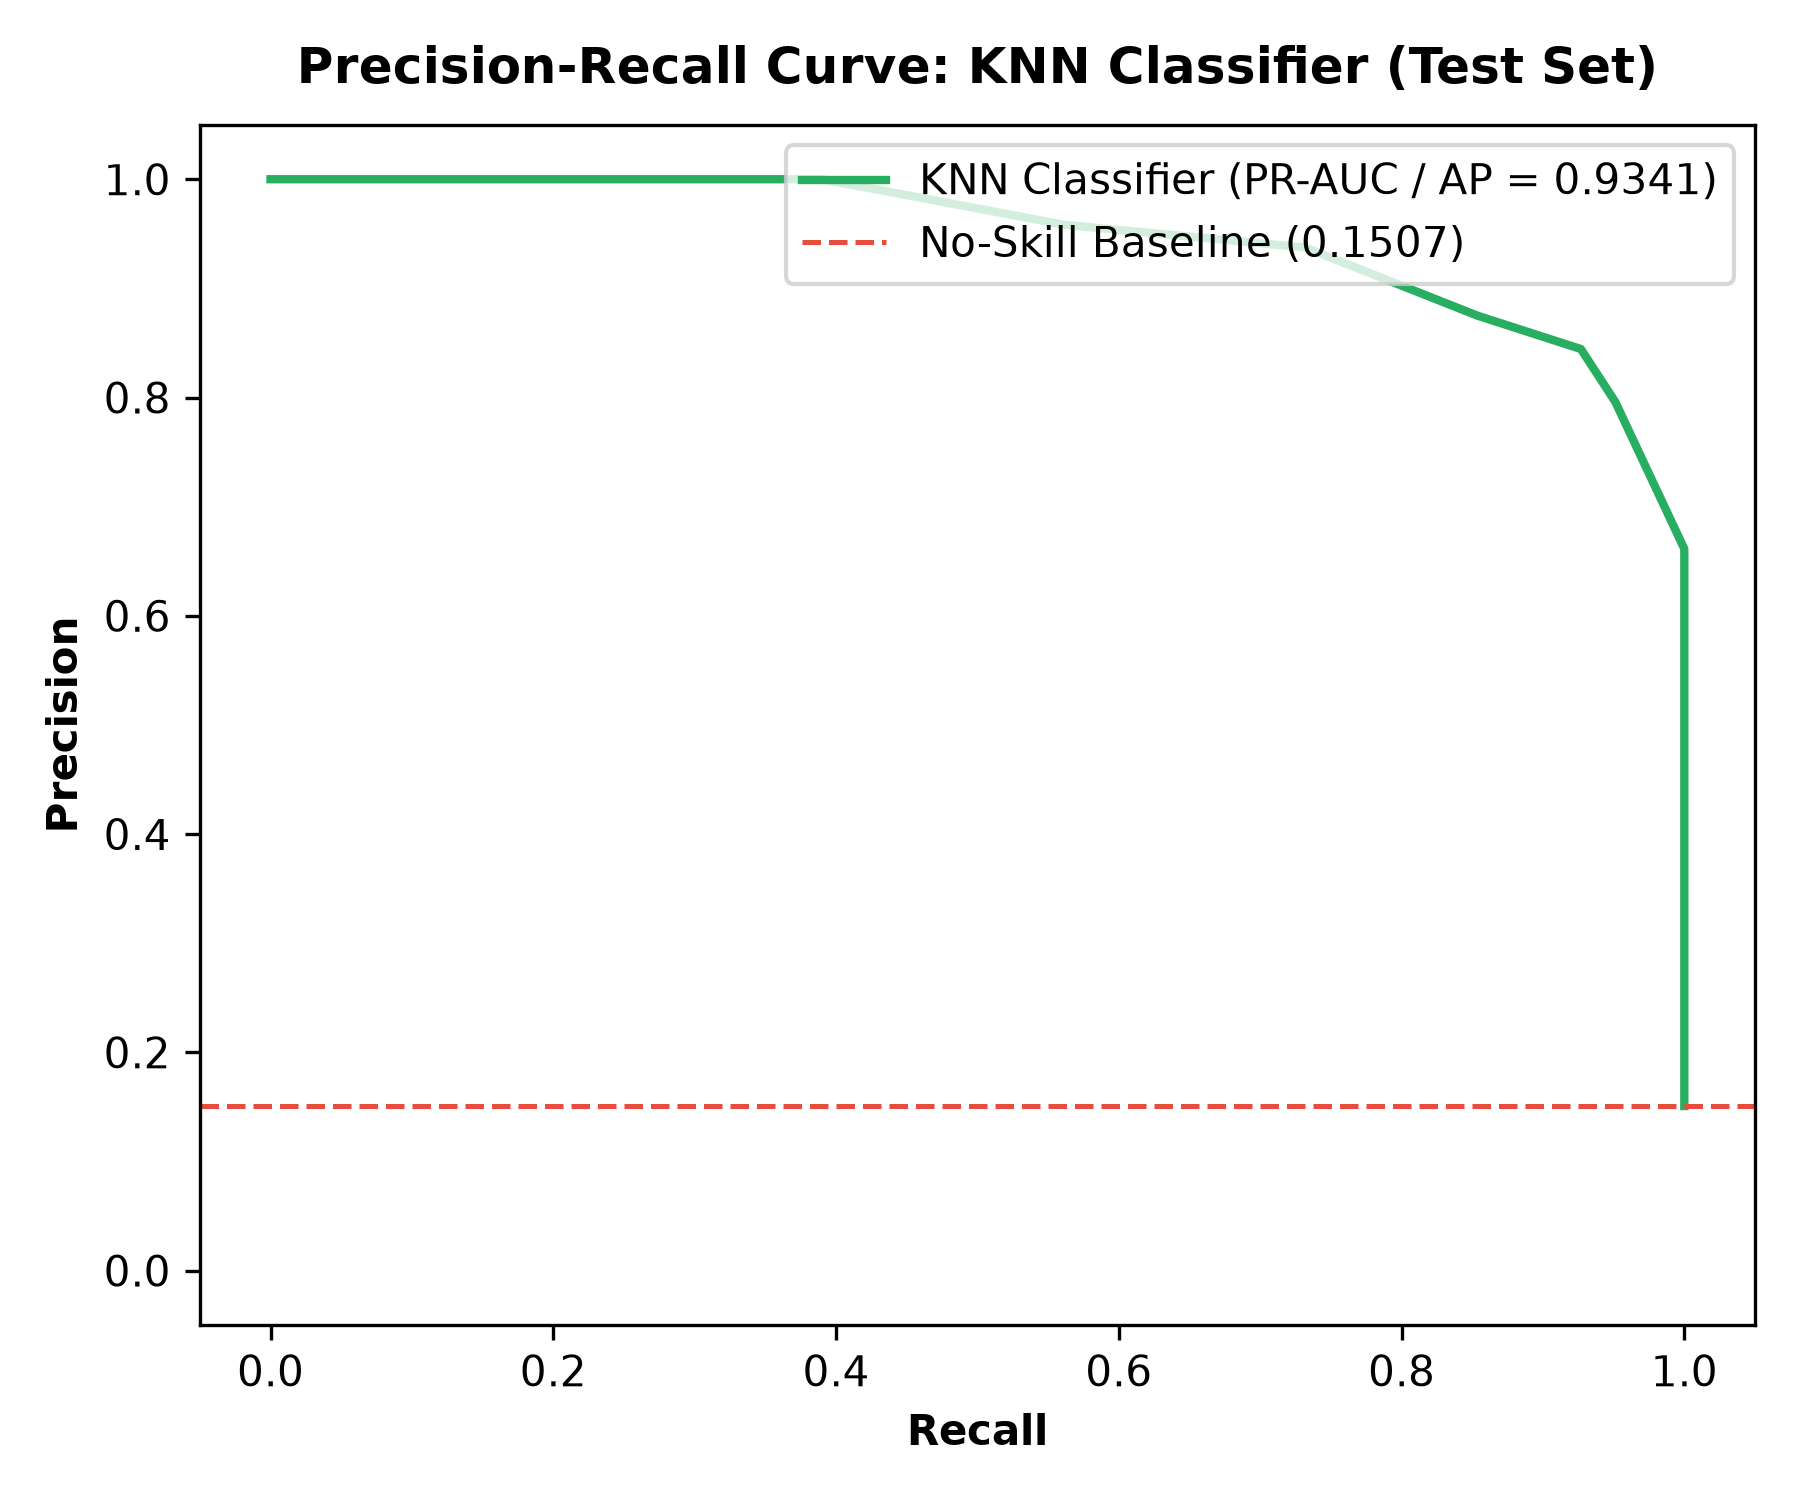 Precision-Recall Curve: KNN Classifier (Test Set)
KNN Classifier (PR-AUC / AP = 0.9341)
No-Skill Baseline (0.1507)
Precision
1.0
0.8
0.6
0.4
0.2
0.0
0.0 0.2 0.4 0.6 0.8 1.0
Recall